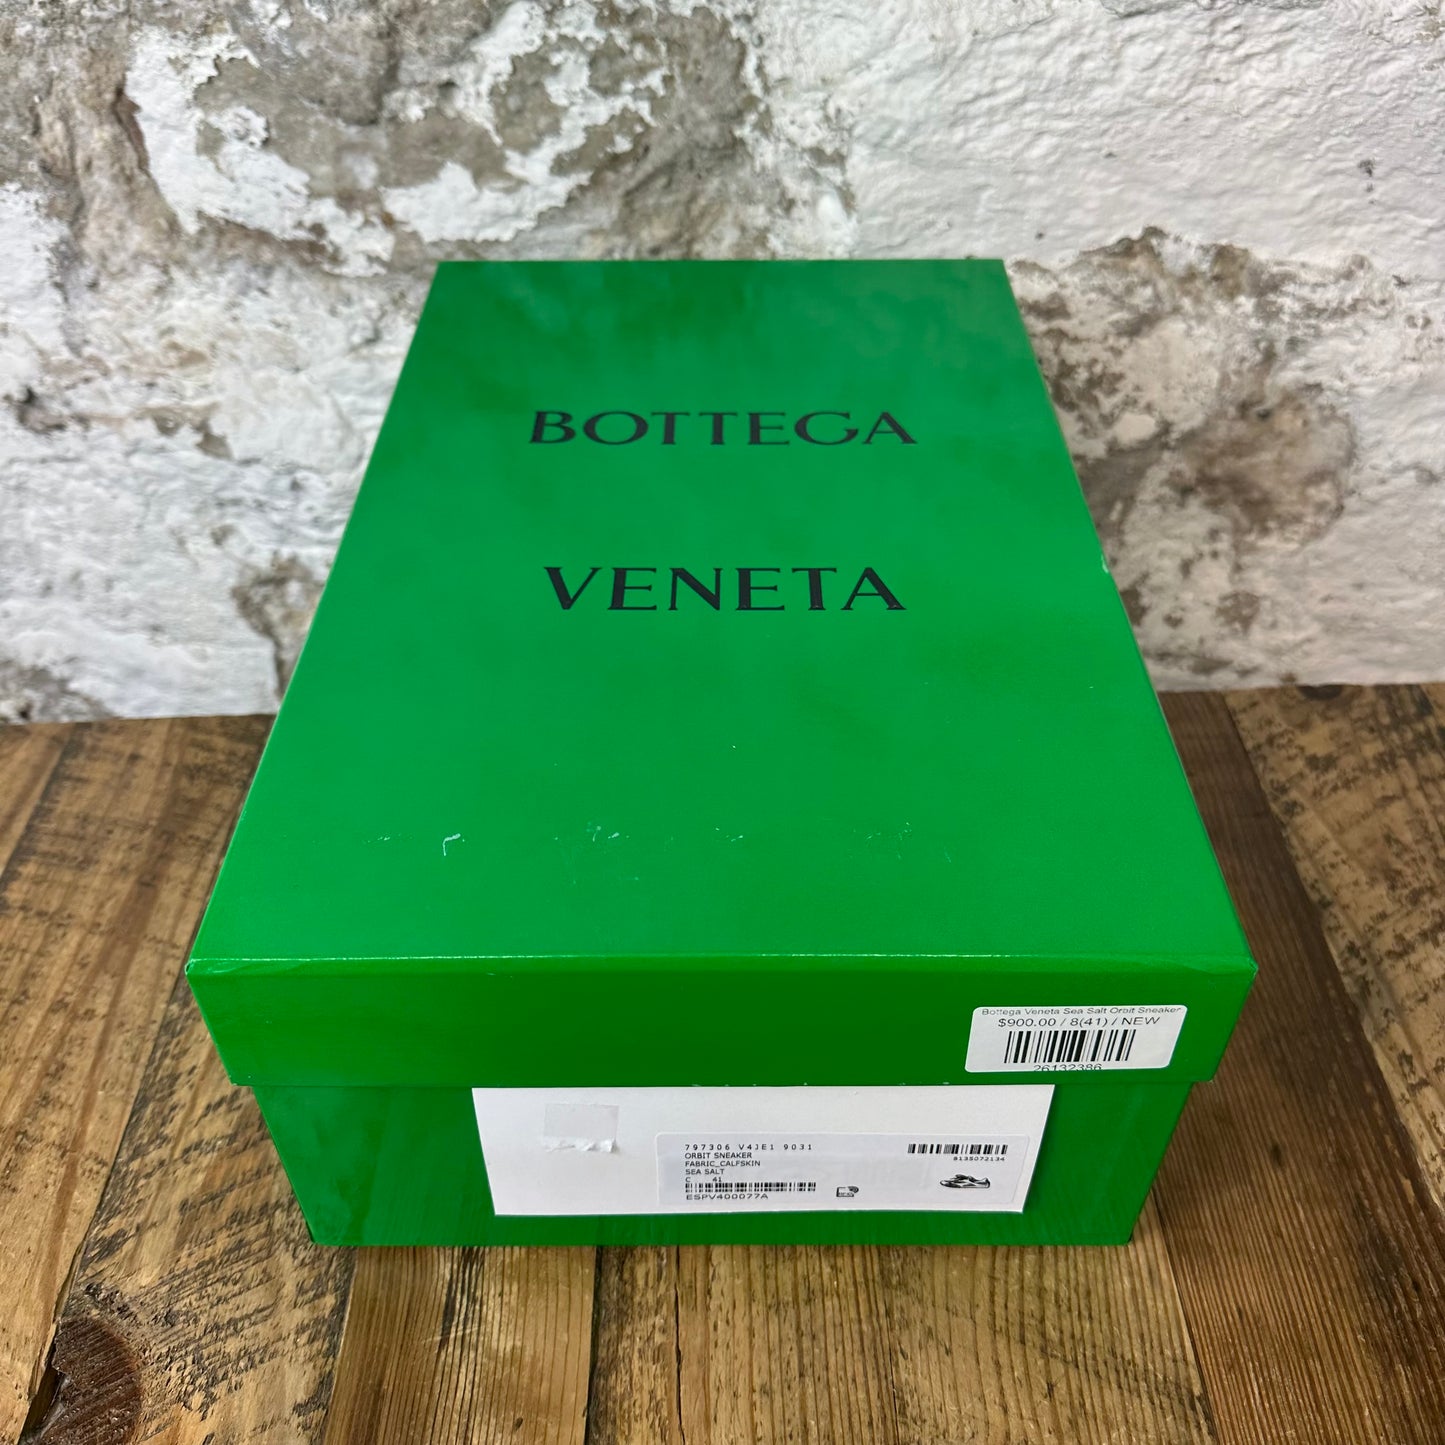 BOTTEGA
VENETA
Bottega Veneta Sea Salt Orbit Sneaker
$900.00 / 8(41) / NEW
26132386
797306 V4JE1 9031
ORBIT SNEAKER
FABRIC_CALFSKIN
SEA SALT
C 41
ESPV400077A
8135072134